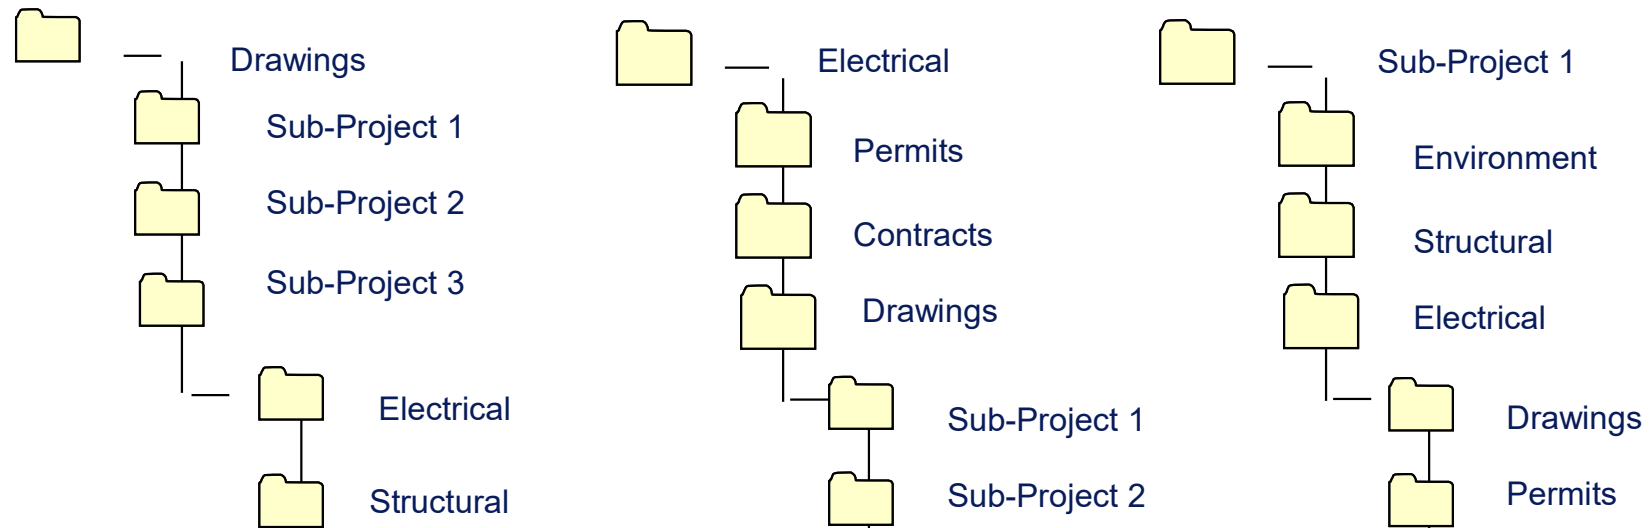 Drawings
Sub-Project 1
Sub-Project 2
Sub-Project 3
Electrical
Structural
Electrical
Permits
Contracts
Drawings
Sub-Project 1
Sub-Project 2
Sub-Project 1
Environment
Structural
Electrical
Drawings
Permits